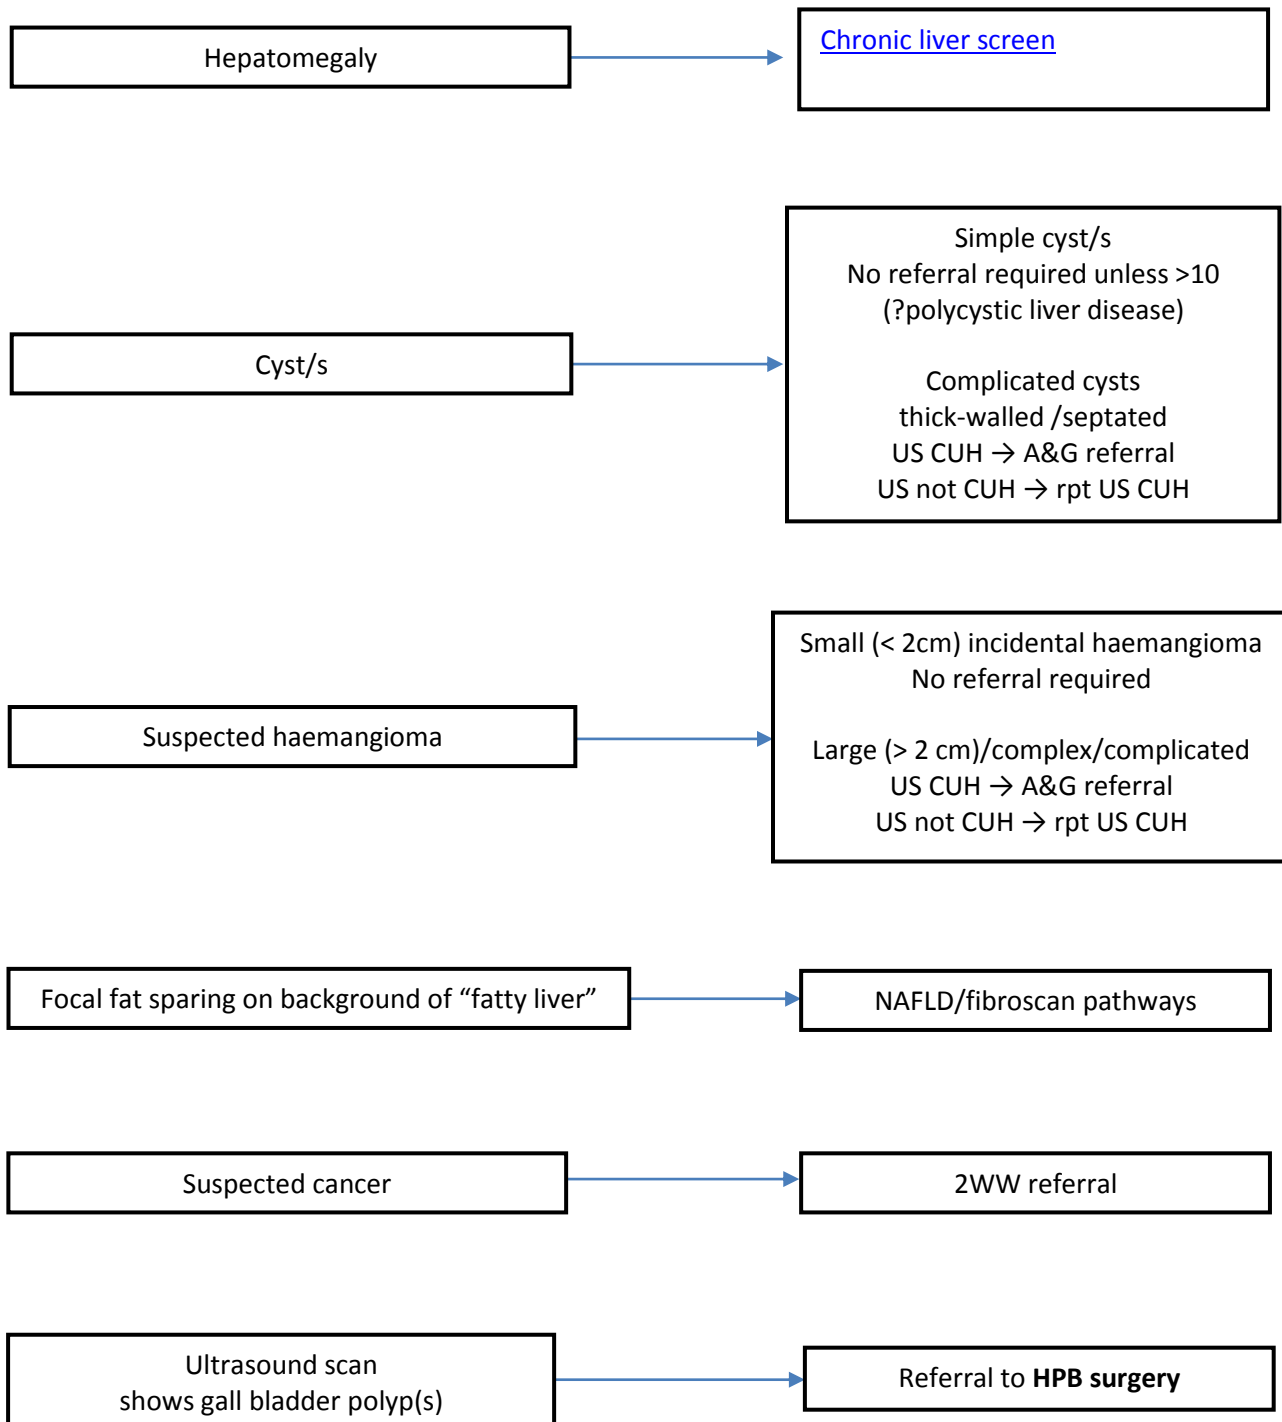 Hepatomegaly
Chronic liver screen
Cyst/s
Simple cyst/s
No referral required unless >10
(?polycystic liver disease)
Complicated cysts
thick-walled /septated
US CUH → A&G referral
US not CUH → rpt US CUH
Suspected haemangioma
Small (< 2cm) incidental haemangioma
No referral required
Large (> 2 cm)/complex/complicated
US CUH → A&G referral
US not CUH → rpt US CUH
Focal fat sparing on background of “fatty liver”
NAFLD/fibroscan pathways
Suspected cancer
2WW referral
Ultrasound scan
shows gall bladder polyp(s)
Referral to HPB surgery